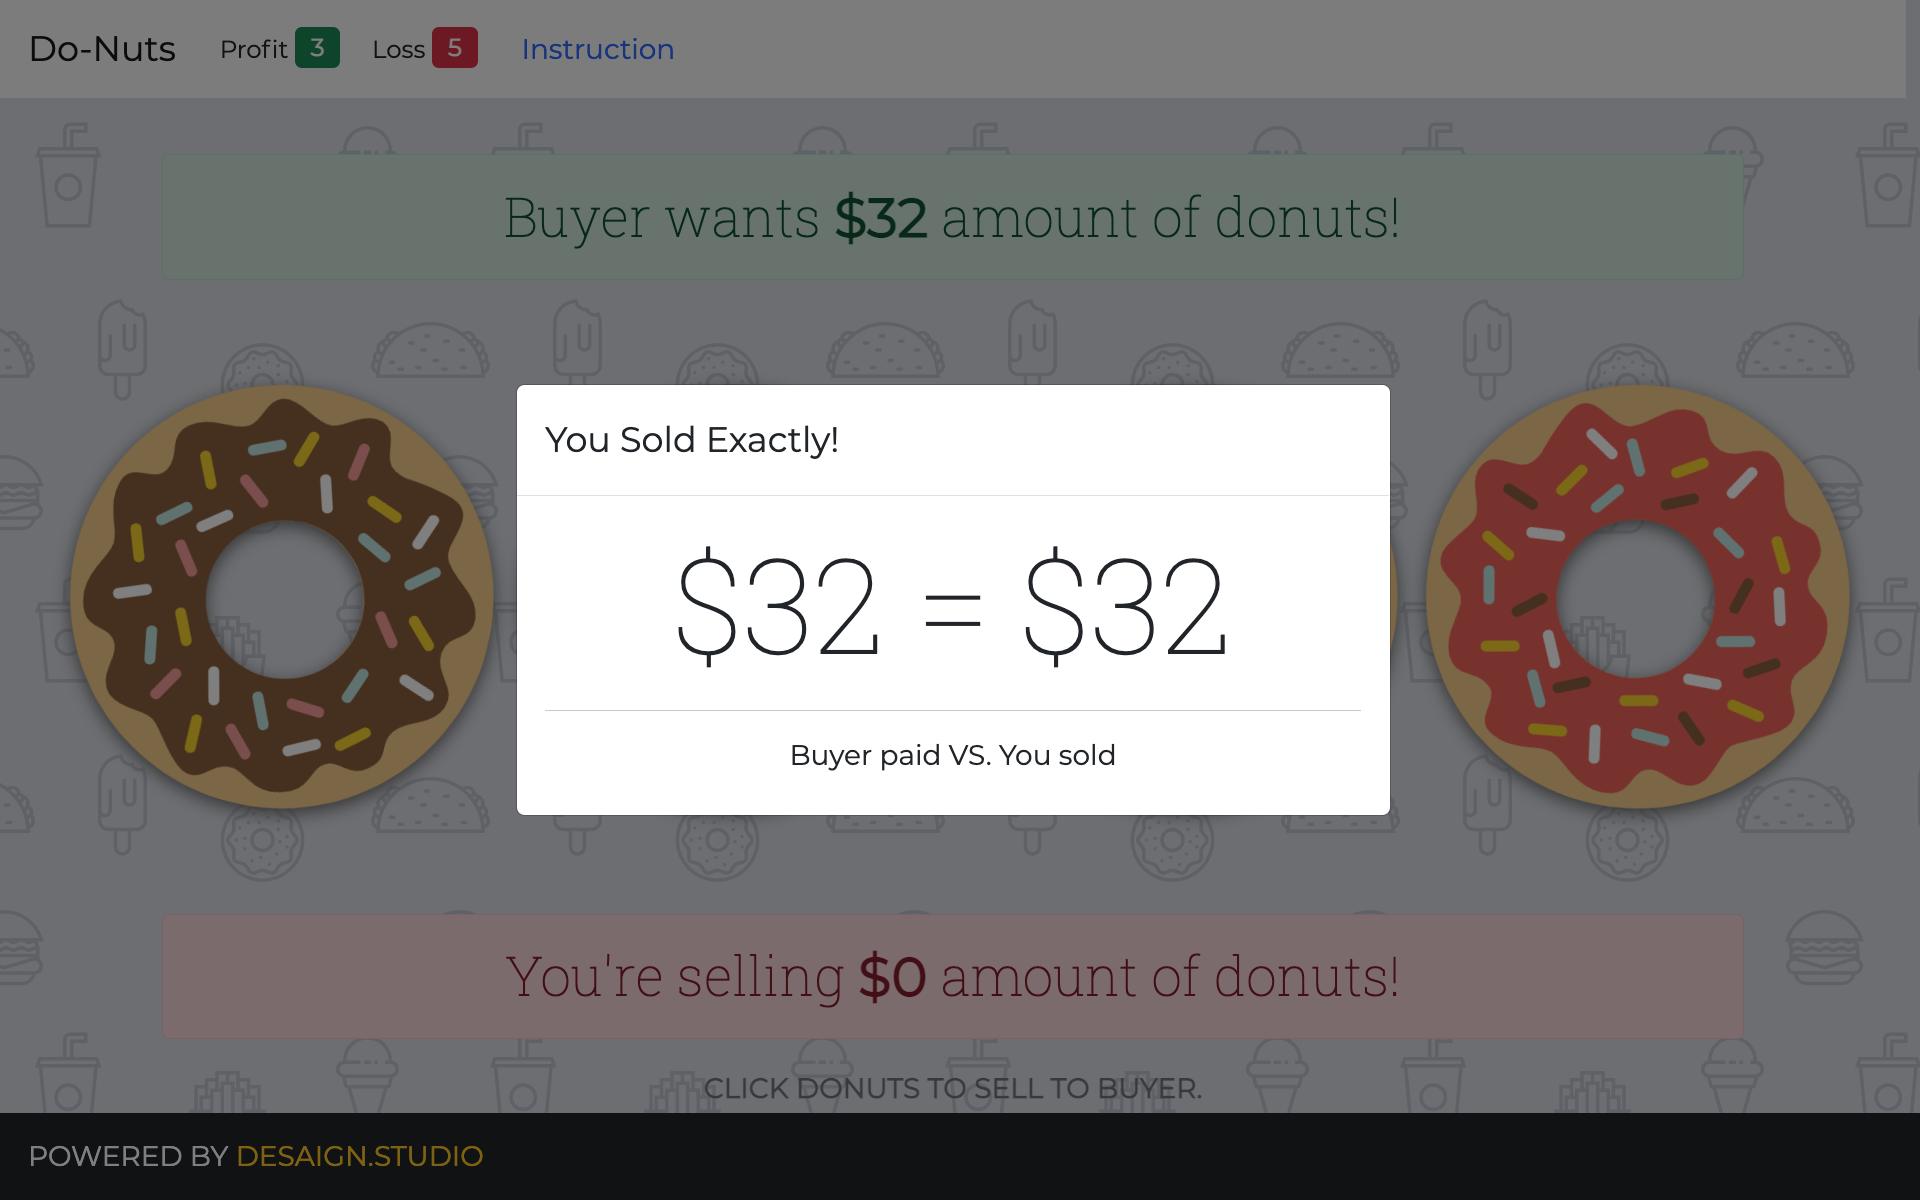 Do-Nuts Profit 3 Loss 5 Instruction
Buyer wants $32 amount of donuts!
You Sold Exactly!
$32 = $32
Buyer paid VS. You sold
You're selling $0 amount of donuts!
CLICK DONUTS TO SELL TO BUYER.
POWERED BY DESAIGN.STUDIO